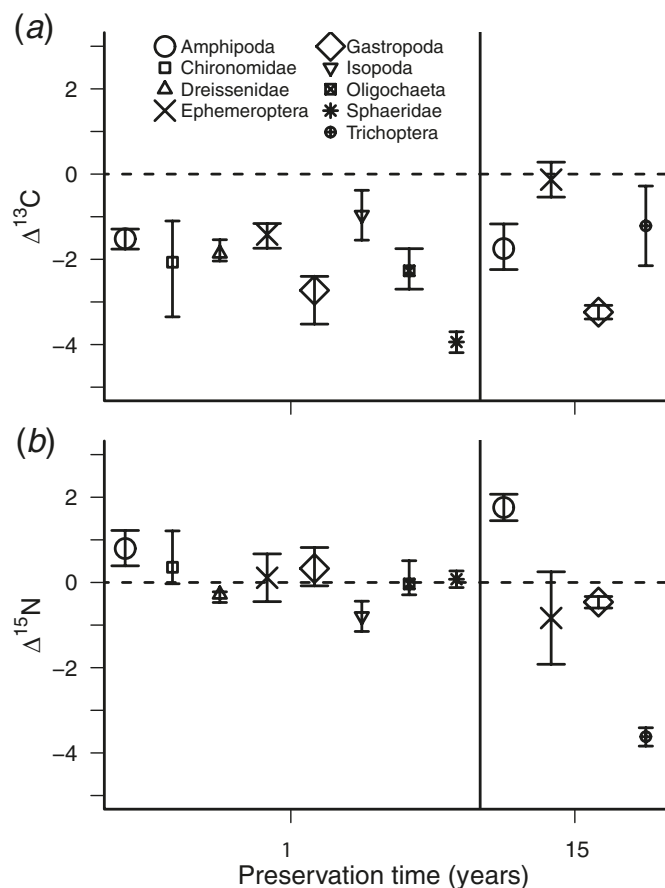 (a)
Amphipoda
Chironomidae
Dreissenidae
Ephemeroptera
Gastropoda
Isopoda
Oligochaeta
Sphaeridae
Trichoptera
2
0
−2
−4
Δ¹³C
(b)
2
0
−2
−4
Δ¹⁵N
1
15
Preservation time (years)